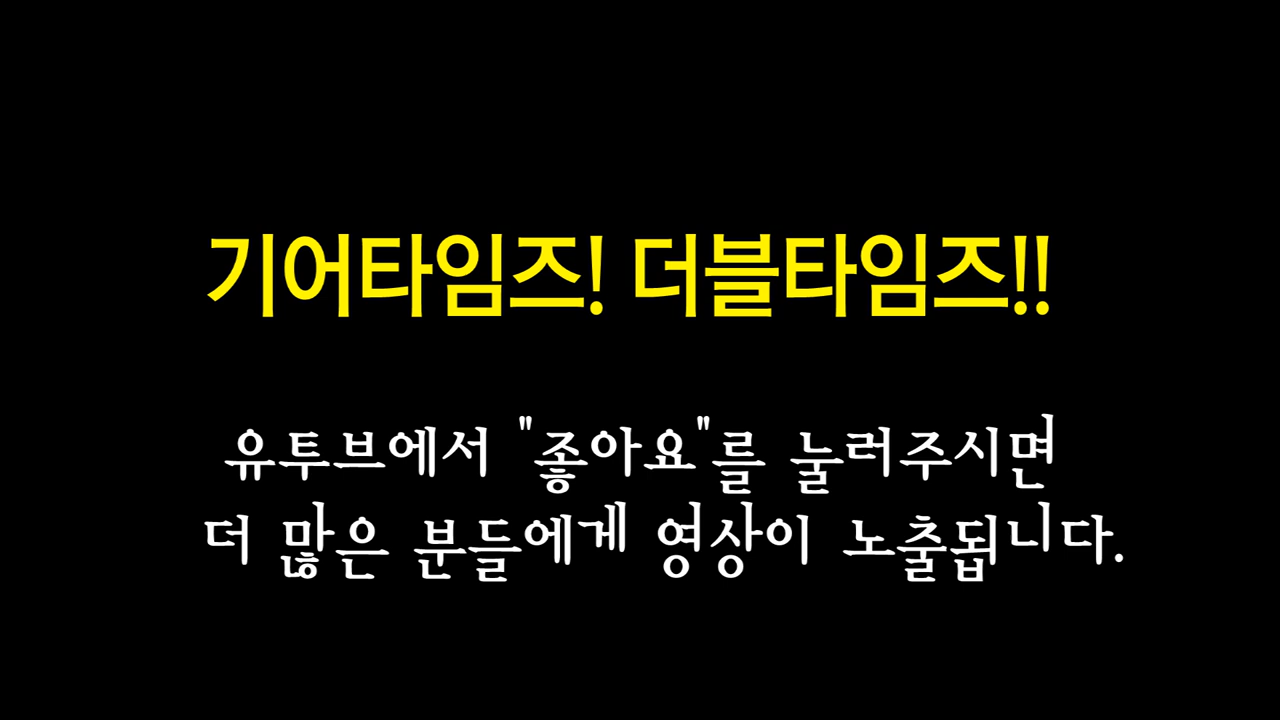 기어타임즈! 더블타임즈!!
유투브에서 "좋아요"를 눌러주시면
더 많은 분들에게 영상이 노출됩니다.